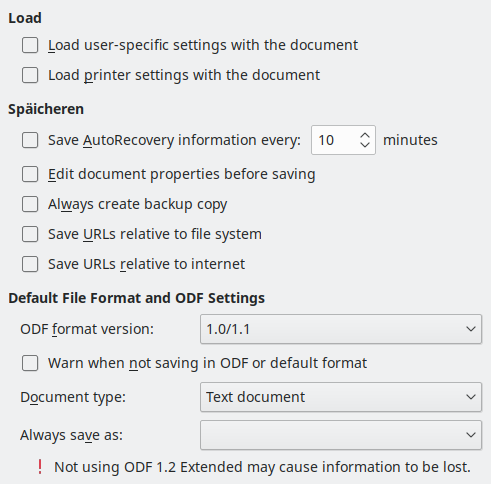 Load
Load user-specific settings with the document
Load printer settings with the document
Späicheren
Save AutoRecovery information every: 10 minutes
Edit document properties before saving
Always create backup copy
Save URLs relative to file system
Save URLs relative to internet
Default File Format and ODF Settings
ODF format version: 1.0/1.1
Warn when not saving in ODF or default format
Document type: Text document
Always save as:
! Not using ODF 1.2 Extended may cause information to be lost.